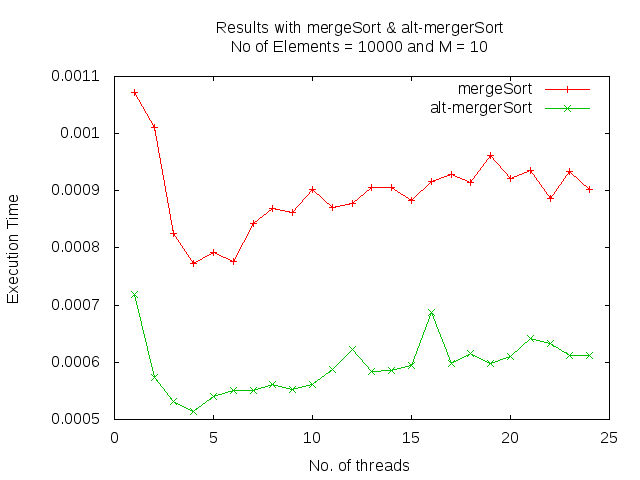 Results with mergeSort & alt-mergerSort
No of Elements = 10000 and M = 10
mergeSort
alt-mergerSort
0.0011
0.001
0.0009
0.0008
0.0007
0.0006
0.0005
Execution Time
0 5 10 15 20 25
No. of threads